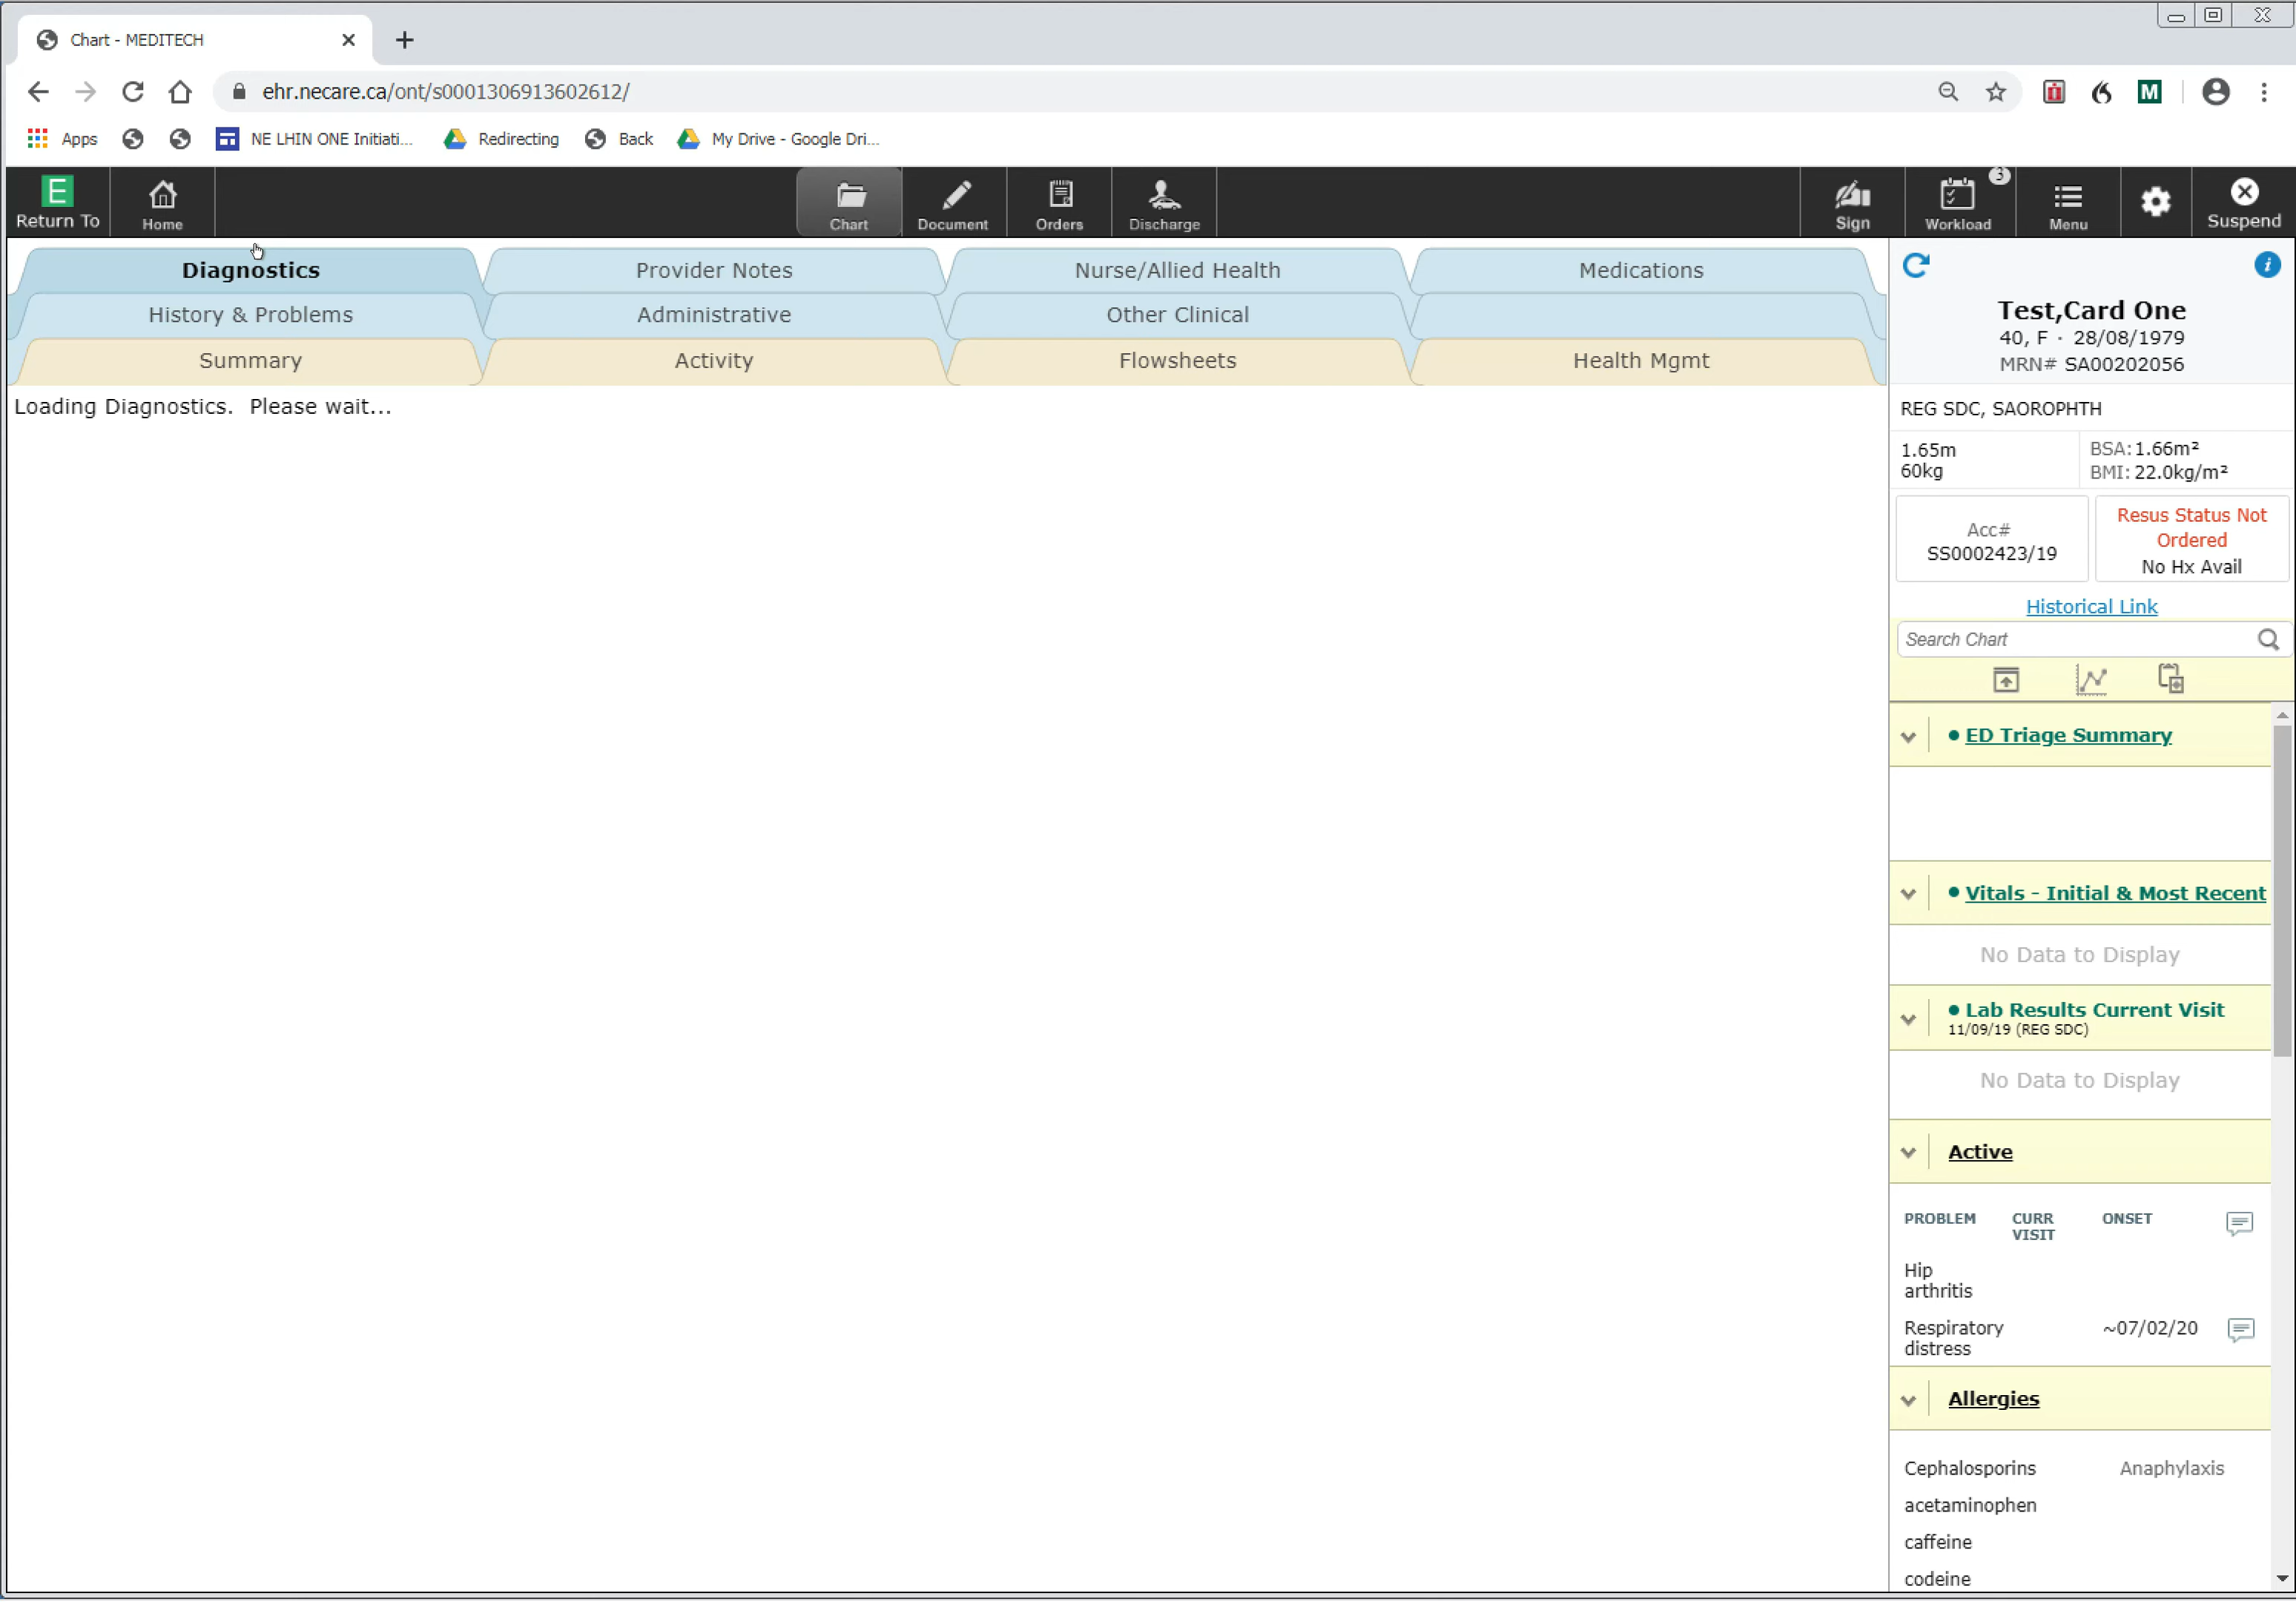 Chart - MEDITECH
ehr.necare.ca/ont/s0001306913602612/
Apps
NE LHIN ONE Initiati...
Redirecting
Back
My Drive - Google Dri...
M
E
Return To
Home
Chart
Document
Orders
Discharge
Sign
3
Workload
Menu
Suspend
Diagnostics
Provider Notes
Nurse/Allied Health
Medications
History & Problems
Administrative
Other Clinical
Summary
Activity
Flowsheets
Health Mgmt
Loading Diagnostics. Please wait...
i
Test,Card One
40, F · 28/08/1979
MRN# SA00202056
REG SDC, SAOROPHTH
1.65m
60kg
BSA: 1.66m²
BMI: 22.0kg/m²
Acc#
SS0002423/19
Resus Status Not
Ordered
No Hx Avail
Historical Link
Search Chart
ED Triage Summary
Vitals - Initial & Most Recent
No Data to Display
Lab Results Current Visit
11/09/19 (REG SDC)
No Data to Display
Active
PROBLEM CURR VISIT ONSET
Hip
arthritis
Respiratory ~07/02/20
distress
Allergies
Cephalosporins Anaphylaxis
acetaminophen
caffeine
codeine